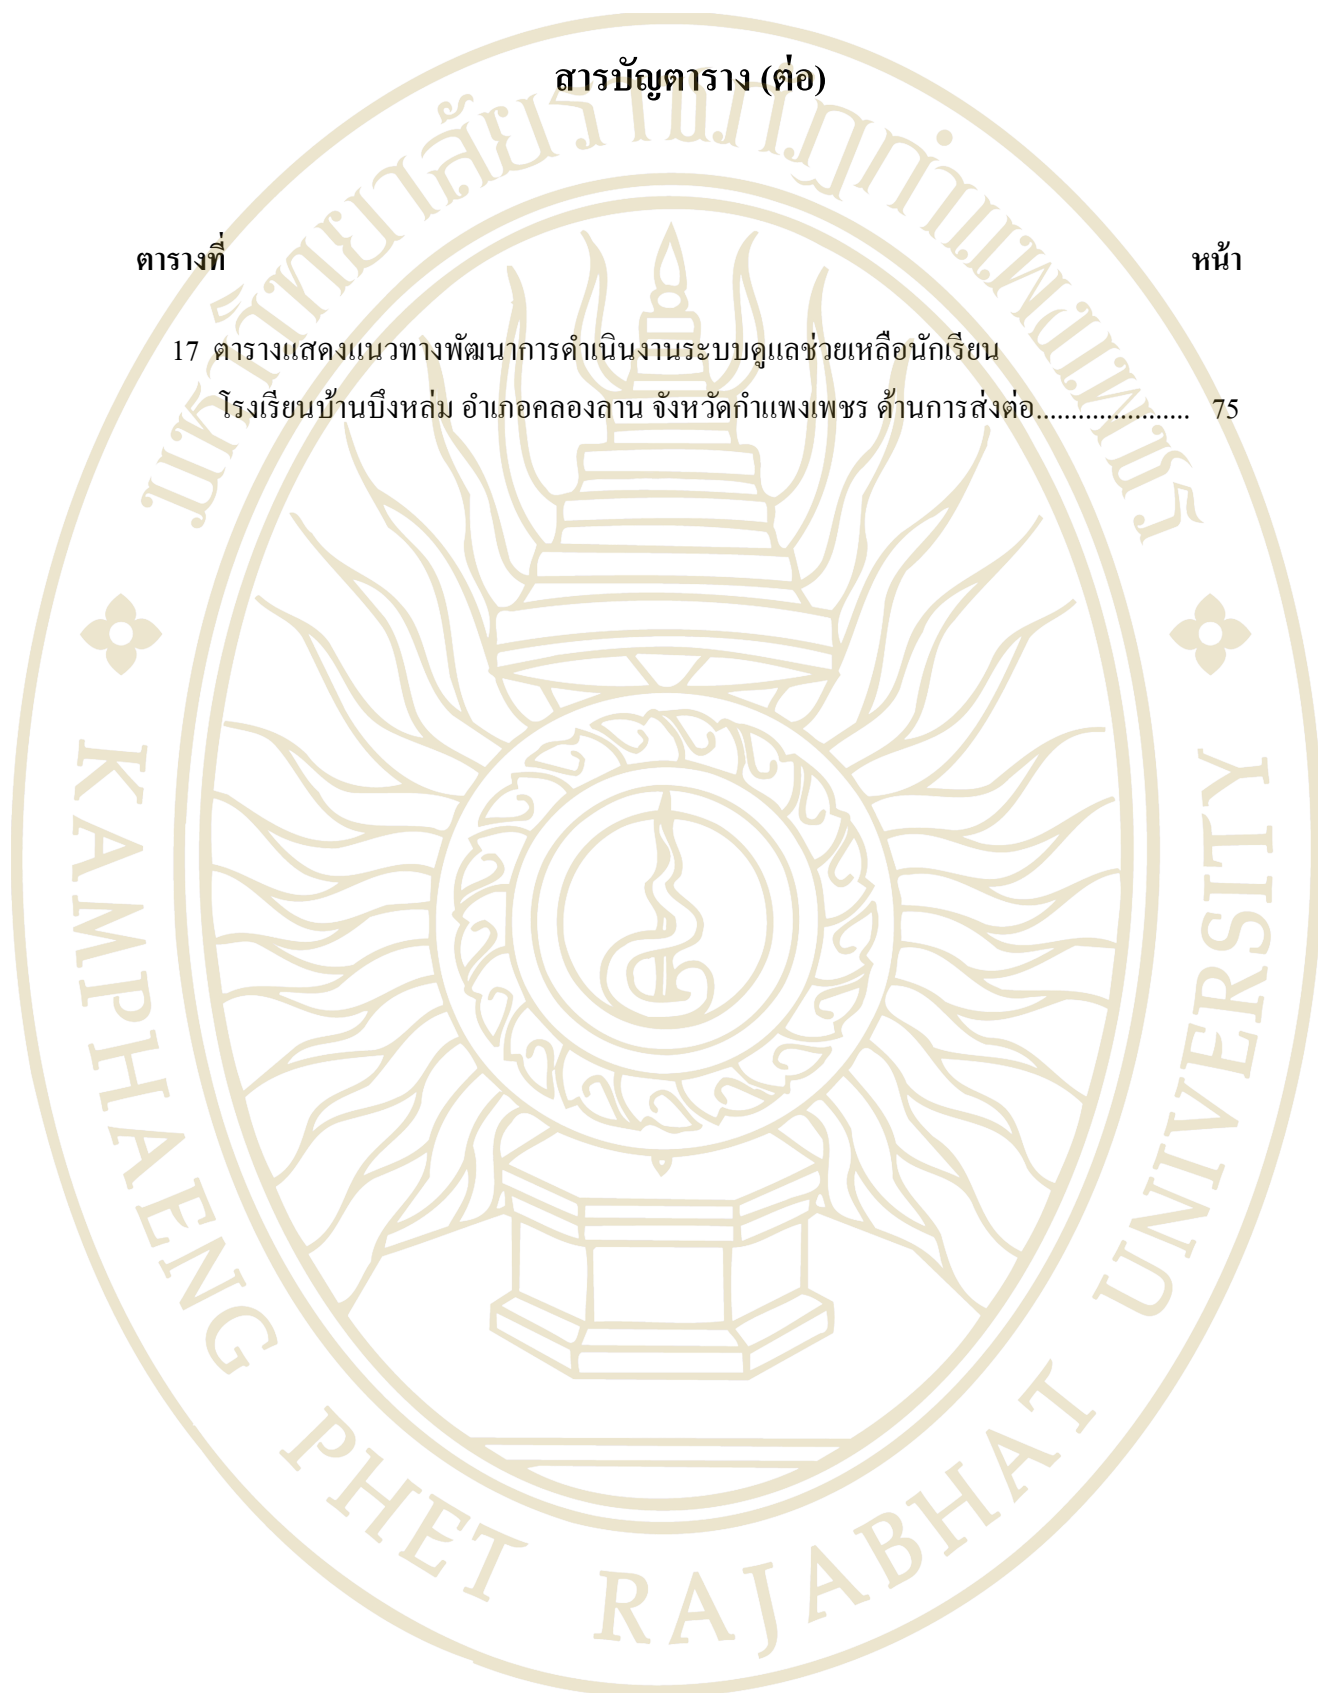 สารบัญตาราง (ต่อ)
ตารางที่ หน้า
17 ตารางแสดงแนวทางพัฒนาการดำเนินงานระบบดูแลช่วยเหลือนักเรียน
โรงเรียนบ้านบึงหล่ม อำเภอคลองลาน จังหวัดกำแพงเพชร ด้านการส่งต่อ...................... 75
มหาวิทยาลัยราชภัฏกำแพงเพชร
KAMPHAENG PHET RAJABHAT UNIVERSITY